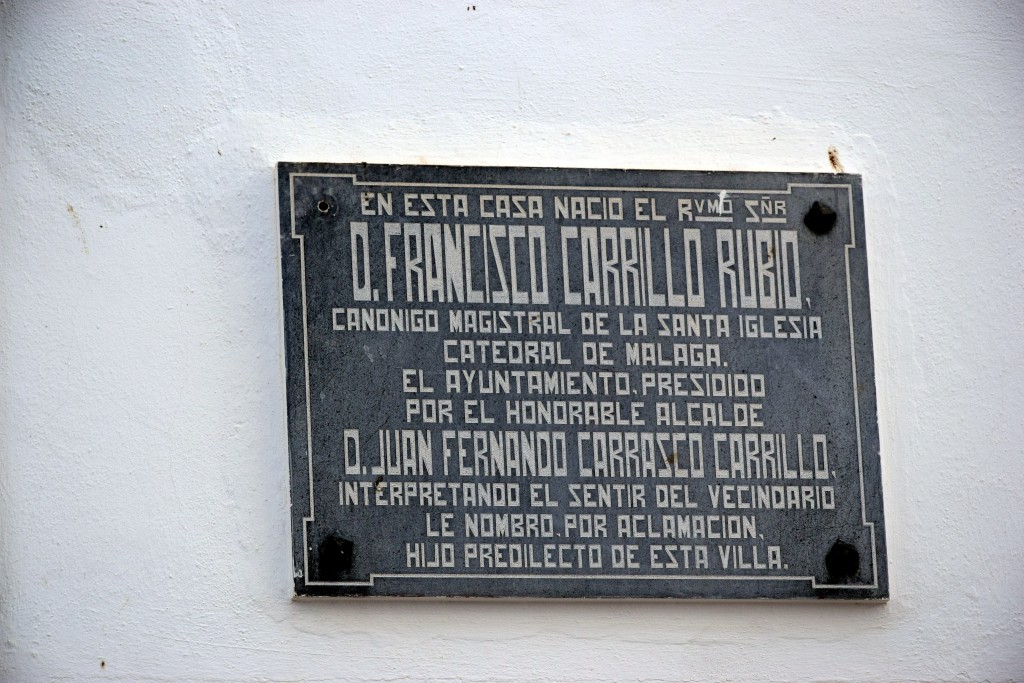 EN ESTA CASA NACIO EL RVMO SÑR
D. FRANCISCO CARRILLO RUBIO,
CANONIGO MAGISTRAL DE LA SANTA IGLESIA
CATEDRAL DE MALAGA.
EL AYUNTAMIENTO, PRESIDIDO
POR EL HONORABLE ALCALDE
D. JUAN FERNANDO CARRASCO CARRILLO,
INTERPRETANDO EL SENTIR DEL VECINDARIO
LE NOMBRO, POR ACLAMACION,
HIJO PREDILECTO DE ESTA VILLA.